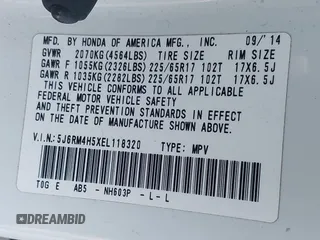 MFD. BY HONDA OF AMERICA MFG., INC. 09/'14
GVWR 2070KG(4564LBS) TIRE SIZE RIM SIZE
GAWR F 1055KG(2326LBS) 225/65R17 102T 17X6.5J
GAWR R 1035KG(2282LBS) 225/65R17 102T 17X6.5J
THIS VEHICLE CONFORMS TO ALL APPLICABLE
FEDERAL MOTOR VEHICLE SAFETY
AND THEFT PREVENTION STANDARDS IN EFFECT ON
THE DATE OF MANUFACTURE SHOWN ABOVE.
V.I.N.: 5J6RM4H5XEL118320 TYPE: MPV
T0G E AB5 - NH603P - L - L
DREAMBID